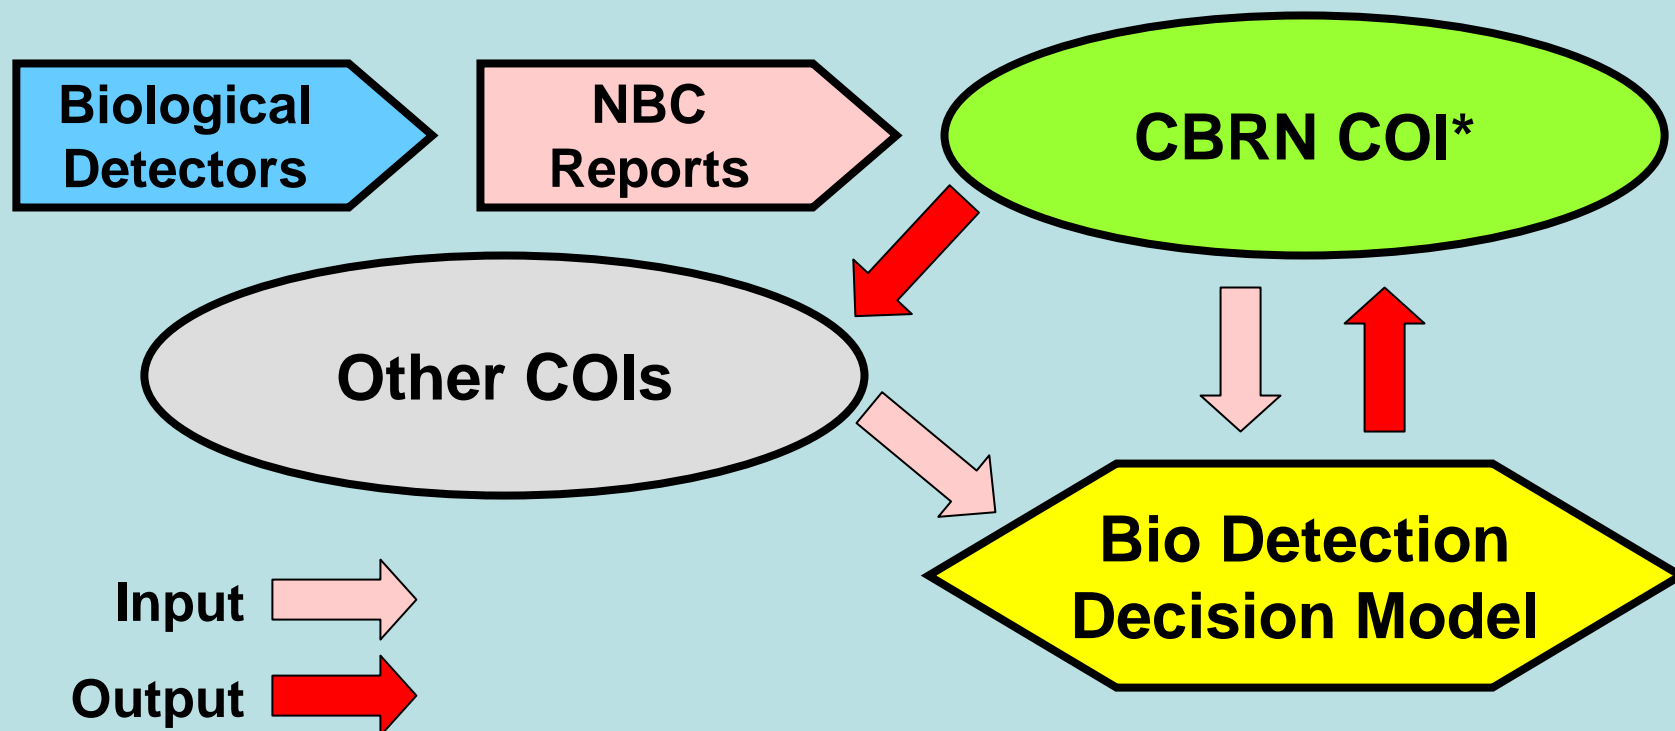 Biological
Detectors
NBC
Reports
CBRN COI*
Other COIs
Bio Detection
Decision Model
Input
Output